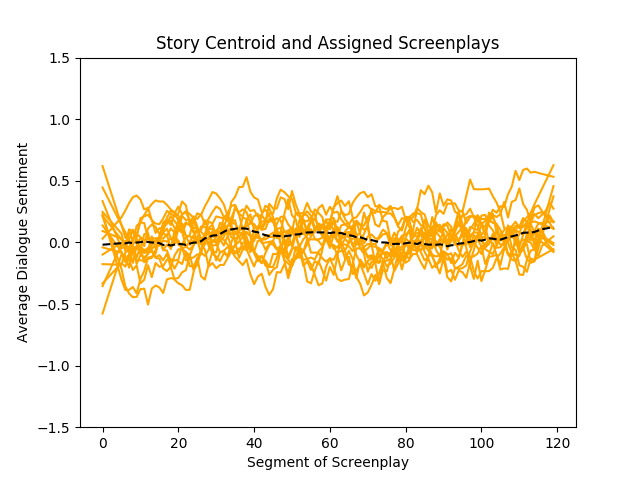 Story Centroid and Assigned Screenplays
1.5
1.0
0.5
0.0
−0.5
−1.0
−1.5
Average Dialogue Sentiment
0 20 40 60 80 100 120
Segment of Screenplay